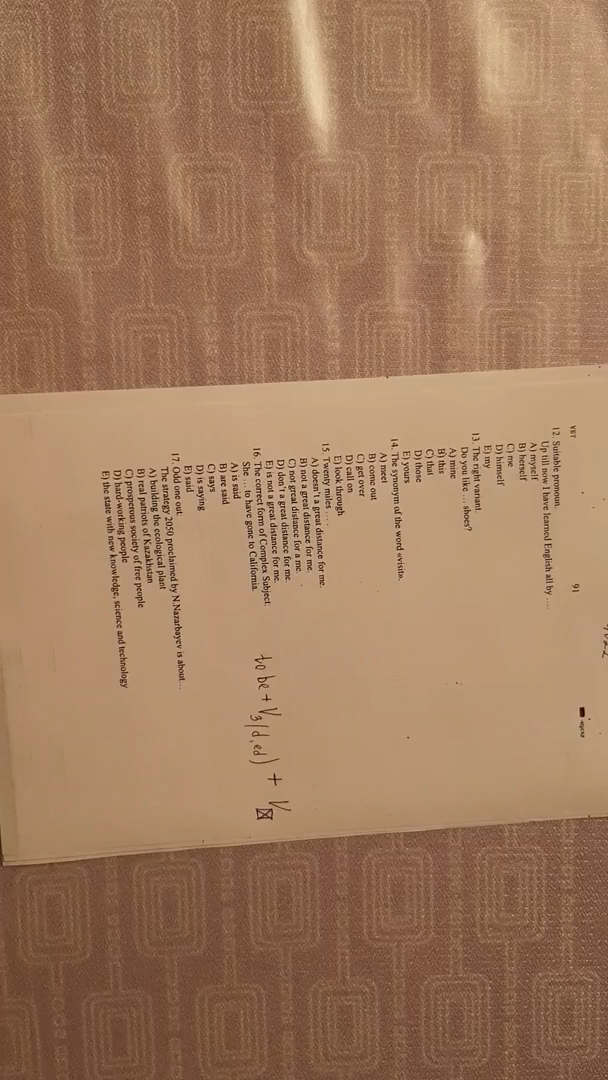 91
12. Suitable pronoun.
Up till now I have learned English all by ….
A) myself
B) herself
C) me
D) himself
E) my
13. The right variant
Do you like … shoes?
A) mine
B) this
C) that
D) those
E) yours
14. The synonym of the word «visit».
A) meet
B) come out
C) get over
D) call on
E) look through
15. Twenty miles … .
A) doesn't a great distance for me.
B) not a great distance for me.
C) not great distance for a me.
D) don't a great distance for me.
E) is not a great distance for me.
16. The correct form of Complex Subject:
She … to have gone to California.
A) is said
B) are said
C) says
D) is saying
E) said
to be + V3 (d, ed) + V
17. Odd one out:
The strategy 2050 proclaimed by N.Nazarbayev is about…
A) building the ecological plant
B) real patriots of Kazakhstan
C) prosperous society of free people
D) hard-working people
E) the state with new knowledge, science and technology